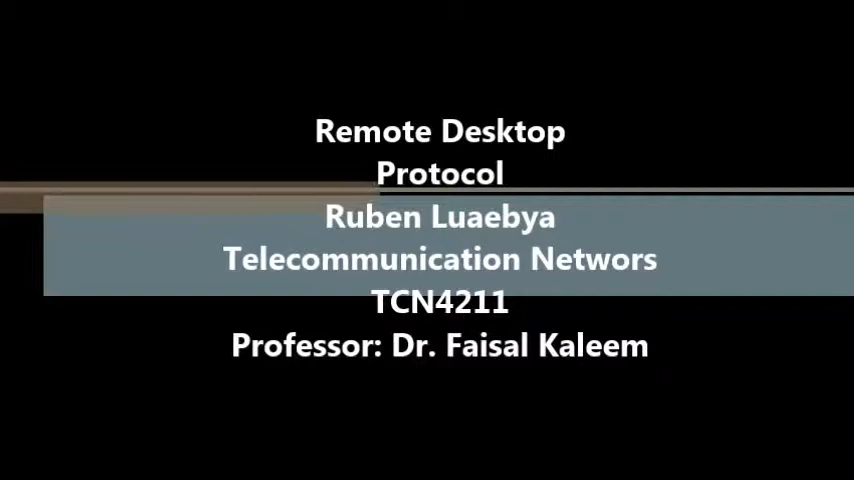 Remote Desktop
Protocol
Ruben Luaebya
Telecommunication Networs
TCN4211
Professor: Dr. Faisal Kaleem